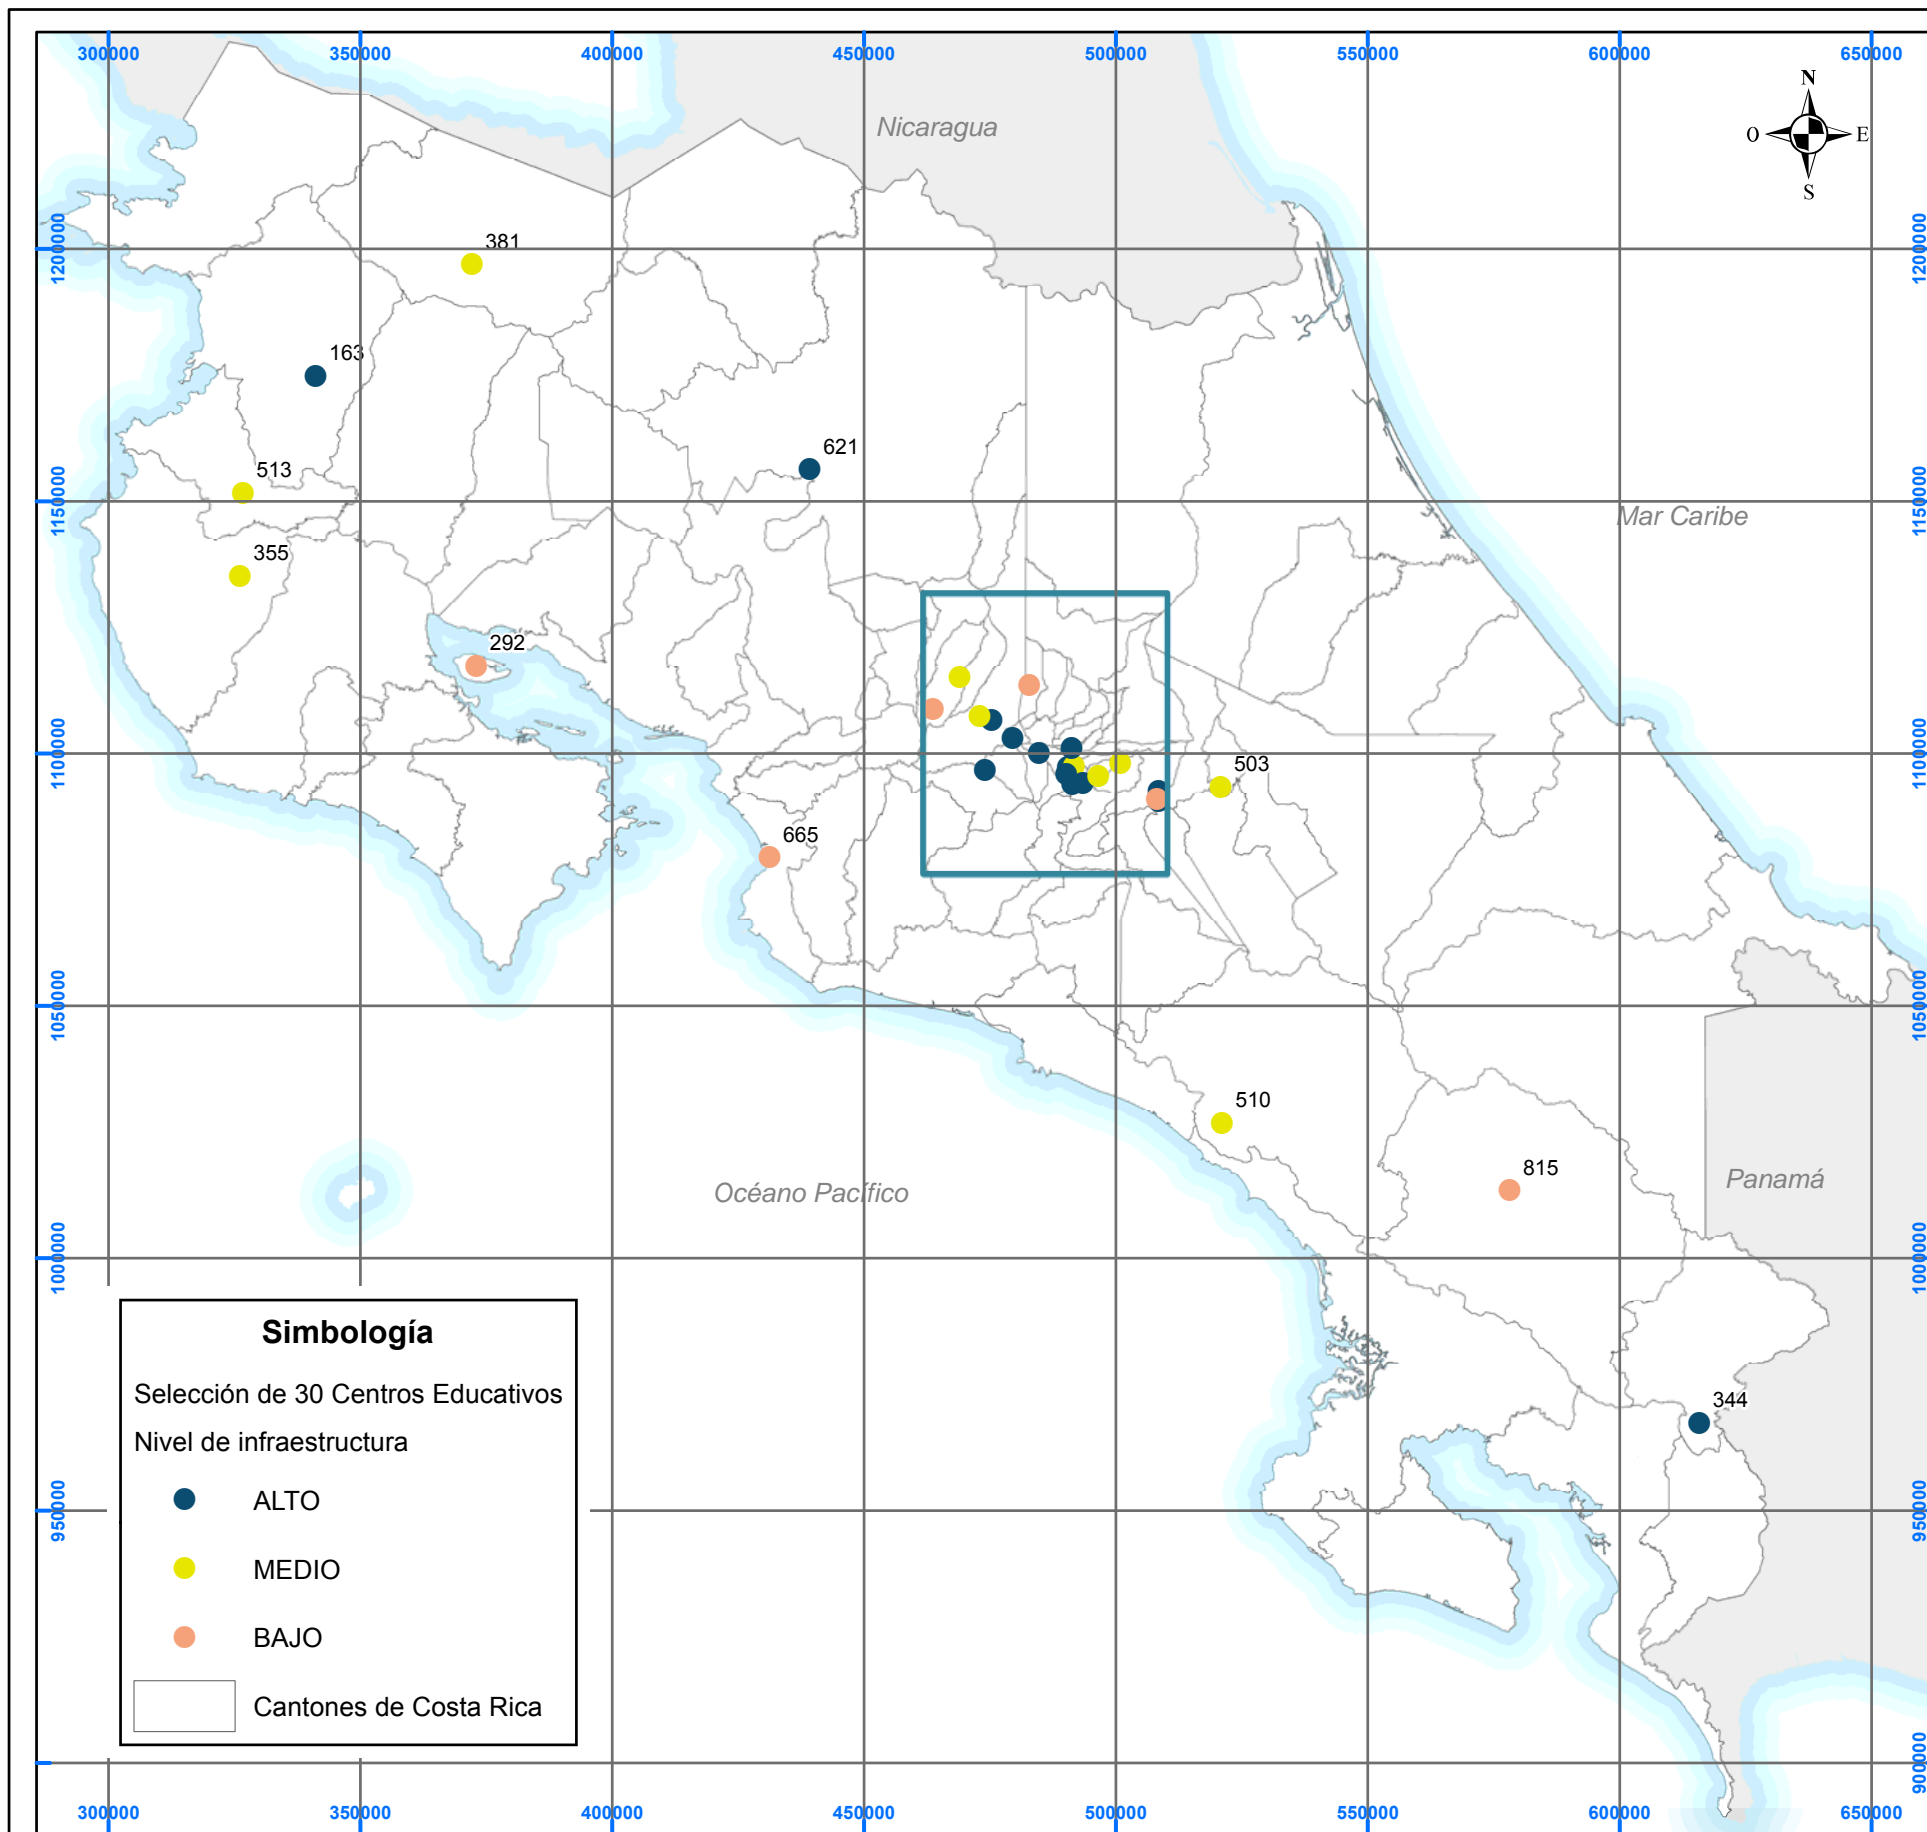 300000 350000 400000 450000 500000 550000 600000 650000
N
O E
S
Nicaragua
1200000 1200000
381
163
621
513
1150000 1150000
Mar Caribe
355
292
1100000 1100000
503
665
1050000 1050000
510
815
Océano Pacífico
Panamá
1000000 1000000
Simbología
Selección de 30 Centros Educativos
Nivel de infraestructura
ALTO
MEDIO
BAJO
Cantones de Costa Rica
344
950000 950000
900000
300000 350000 400000 450000 500000 550000 600000 650000